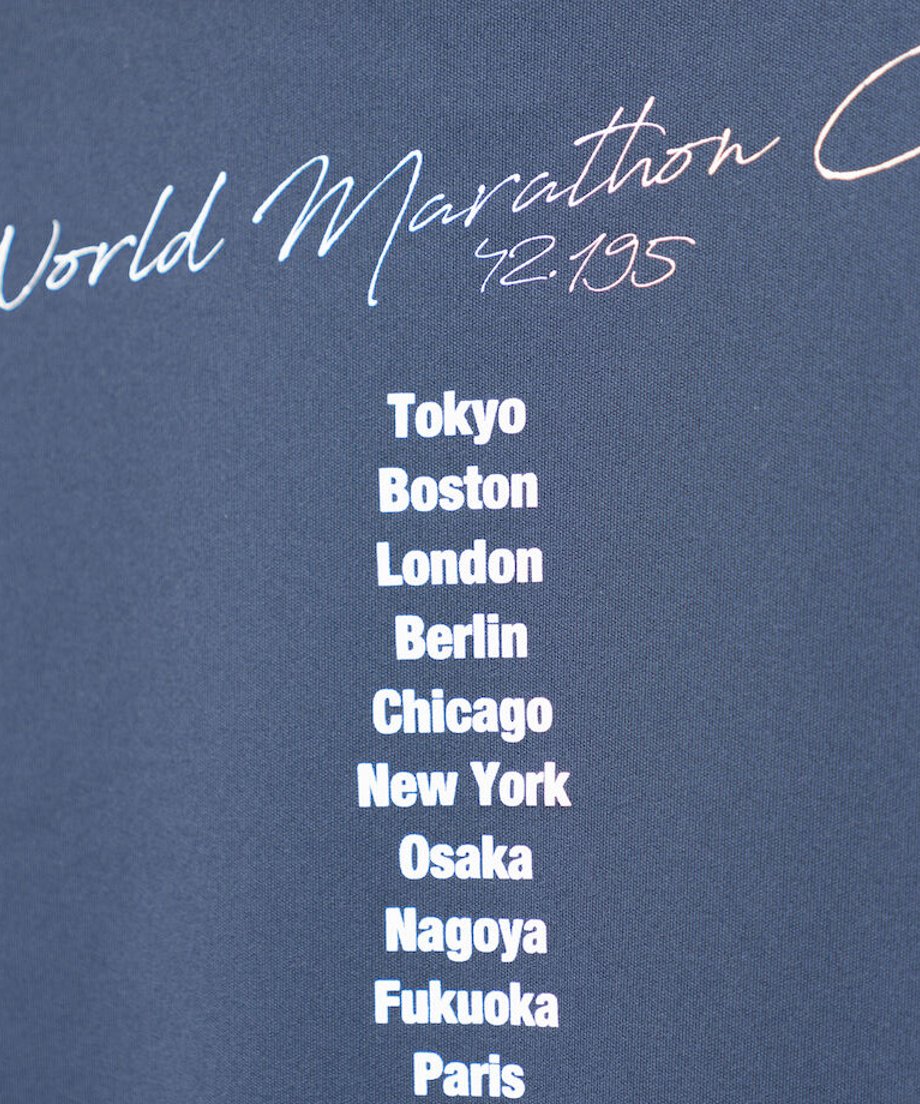 World Marathon
42.195
Tokyo
Boston
London
Berlin
Chicago
New York
Osaka
Nagoya
Fukuoka
Paris